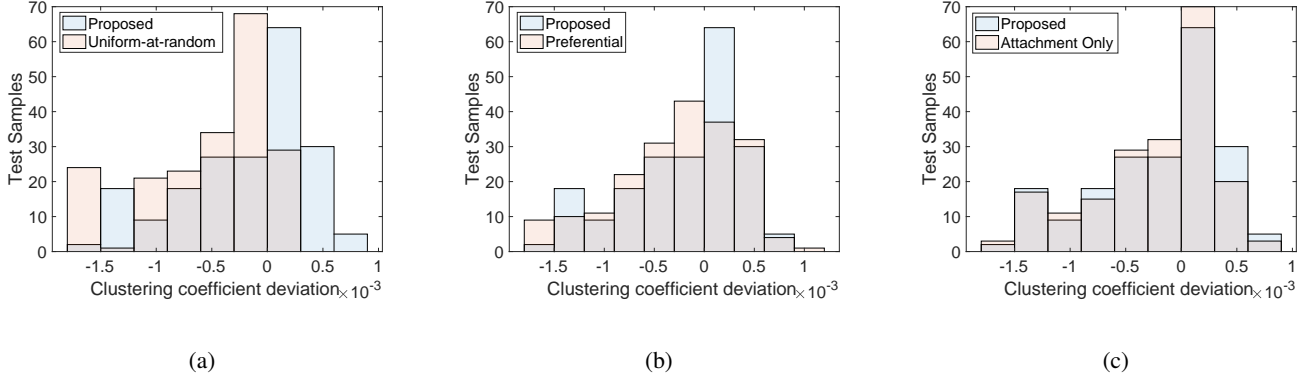 Proposed
Uniform-at-random
70
60
50
40
30
20
10
0
Test Samples
-1.5 -1 -0.5 0 0.5 1
Clustering coefficient deviation ×10-3
(a)
Proposed
Preferential
70
60
50
40
30
20
10
0
Test Samples
-1.5 -1 -0.5 0 0.5 1
Clustering coefficient deviation ×10-3
(b)
Proposed
Attachment Only
70
60
50
40
30
20
10
0
Test Samples
-1.5 -1 -0.5 0 0.5 1
Clustering coefficient deviation ×10-3
(c)